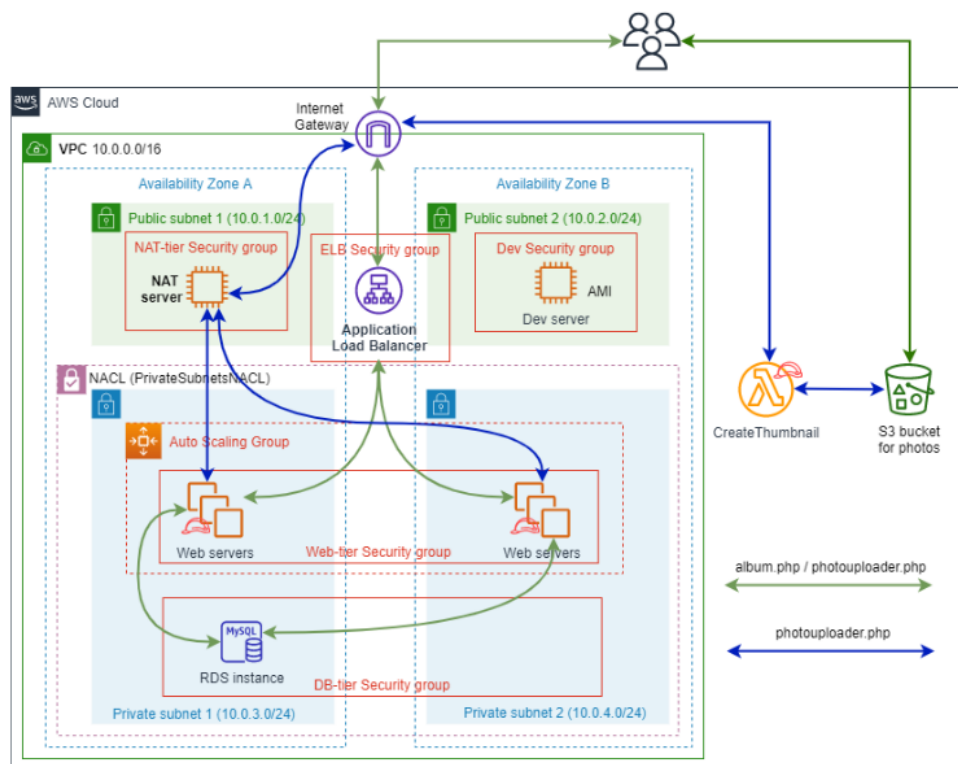 aws
AWS Cloud
Internet
Gateway
VPC 10.0.0.0/16
Availability Zone A
Availability Zone B
Public subnet 1 (10.0.1.0/24)
Public subnet 2 (10.0.2.0/24)
NAT-tier Security group
ELB Security group
Dev Security group
NAT
server
AMI
Dev server
Application
Load Balancer
NACL (PrivateSubnetsNACL)
Auto Scaling Group
CreateThumbnail
S3 bucket
for photos
Web servers
Web-tier Security group
Web servers
album.php / photouploader.php
MySQL
photouploader.php
RDS instance
DB-tier Security group
Private subnet 1 (10.0.3.0/24)
Private subnet 2 (10.0.4.0/24)